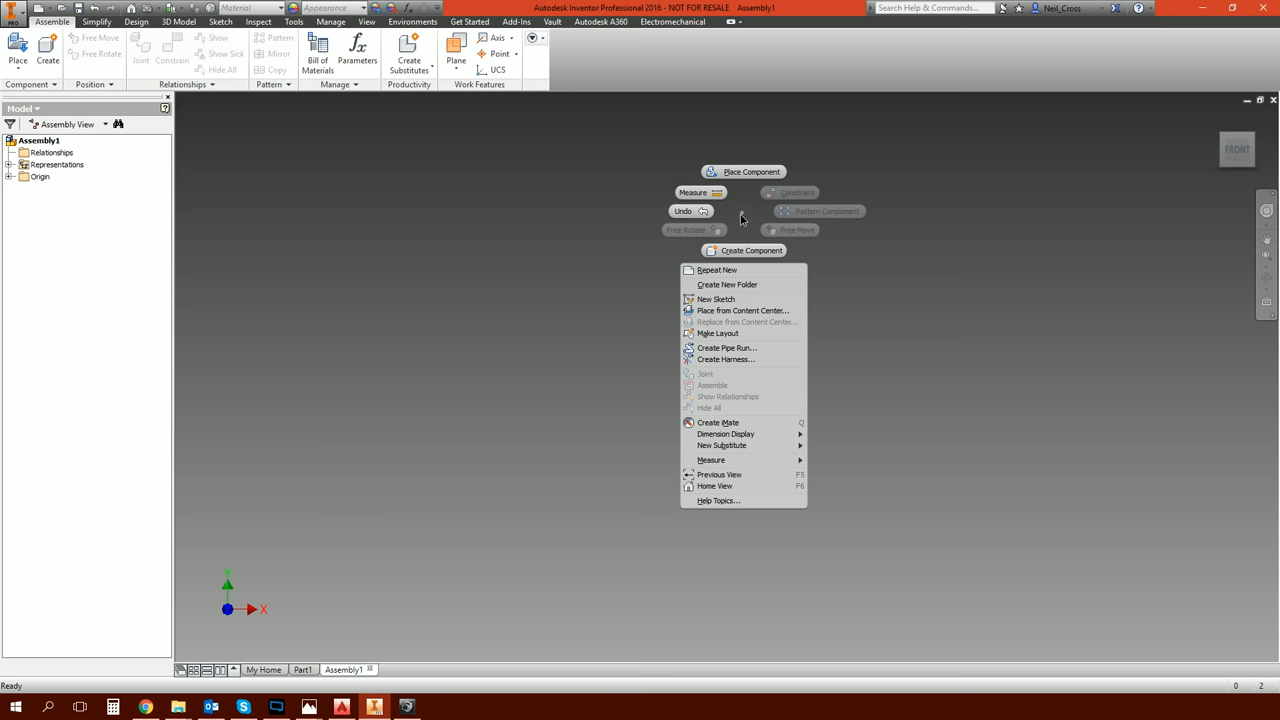 Material
Appearance
Autodesk Inventor Professional 2016 - NOT FOR RESALE Assembly1
Search Help & Commands...
Neil_Cross
PRO
Assemble Simplify Design 3D Model Sketch Inspect Tools Manage View Environments Get Started Add-Ins Vault Autodesk A360 Electromechanical
Place Create Free Move Free Rotate
Joint Constrain Show Show Sick Hide All
Pattern Mirror Copy
Bill of Materials Parameters Create Substitutes
Plane Axis Point UCS
Component Position Relationships Pattern Manage Productivity Work Features
Model
Assembly View
Assembly1
Relationships
Representations
Origin
FRONT
Place Component
Measure Constraint
Undo Pattern Component
Free Rotate Free Move
Create Component
Repeat New
Create New Folder
New Sketch
Place from Content Center...
Replace from Content Center...
Make Layout
Create Pipe Run...
Create Harness...
Joint
Assemble
Show Relationships
Hide All
Create iMate Q
Dimension Display
New Substitute
Measure
Previous View F5
Home View F6
Help Topics...
Y
X
My Home Part1 Assembly1
Ready 0 2